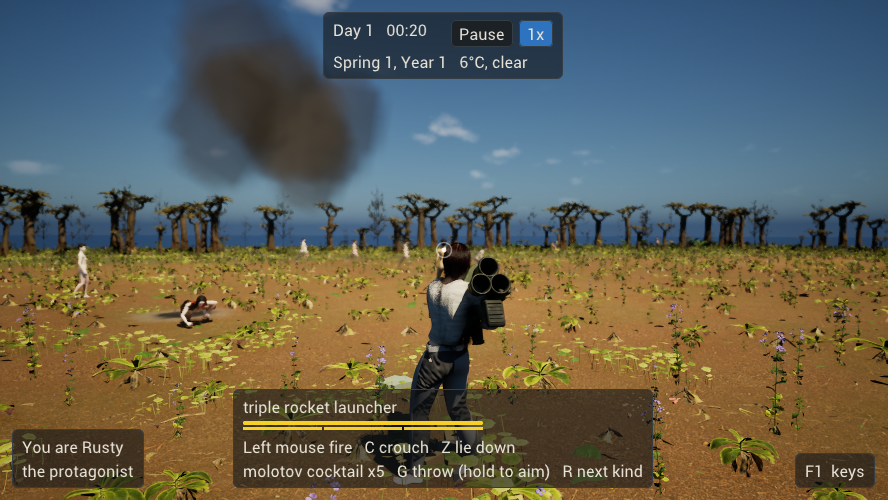 Day 1 00:20 Pause 1x
Spring 1, Year 1 6°C, clear
triple rocket launcher
Left mouse fire C crouch Z lie down
molotov cocktail x5 G throw (hold to aim) R next kind
You are Rusty
the protagonist
F1 keys